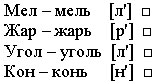 Мел – мель [л′] □
Жар – жарь [р′] □
Угол – уголь [л′] □
Кон – конь [н′] □